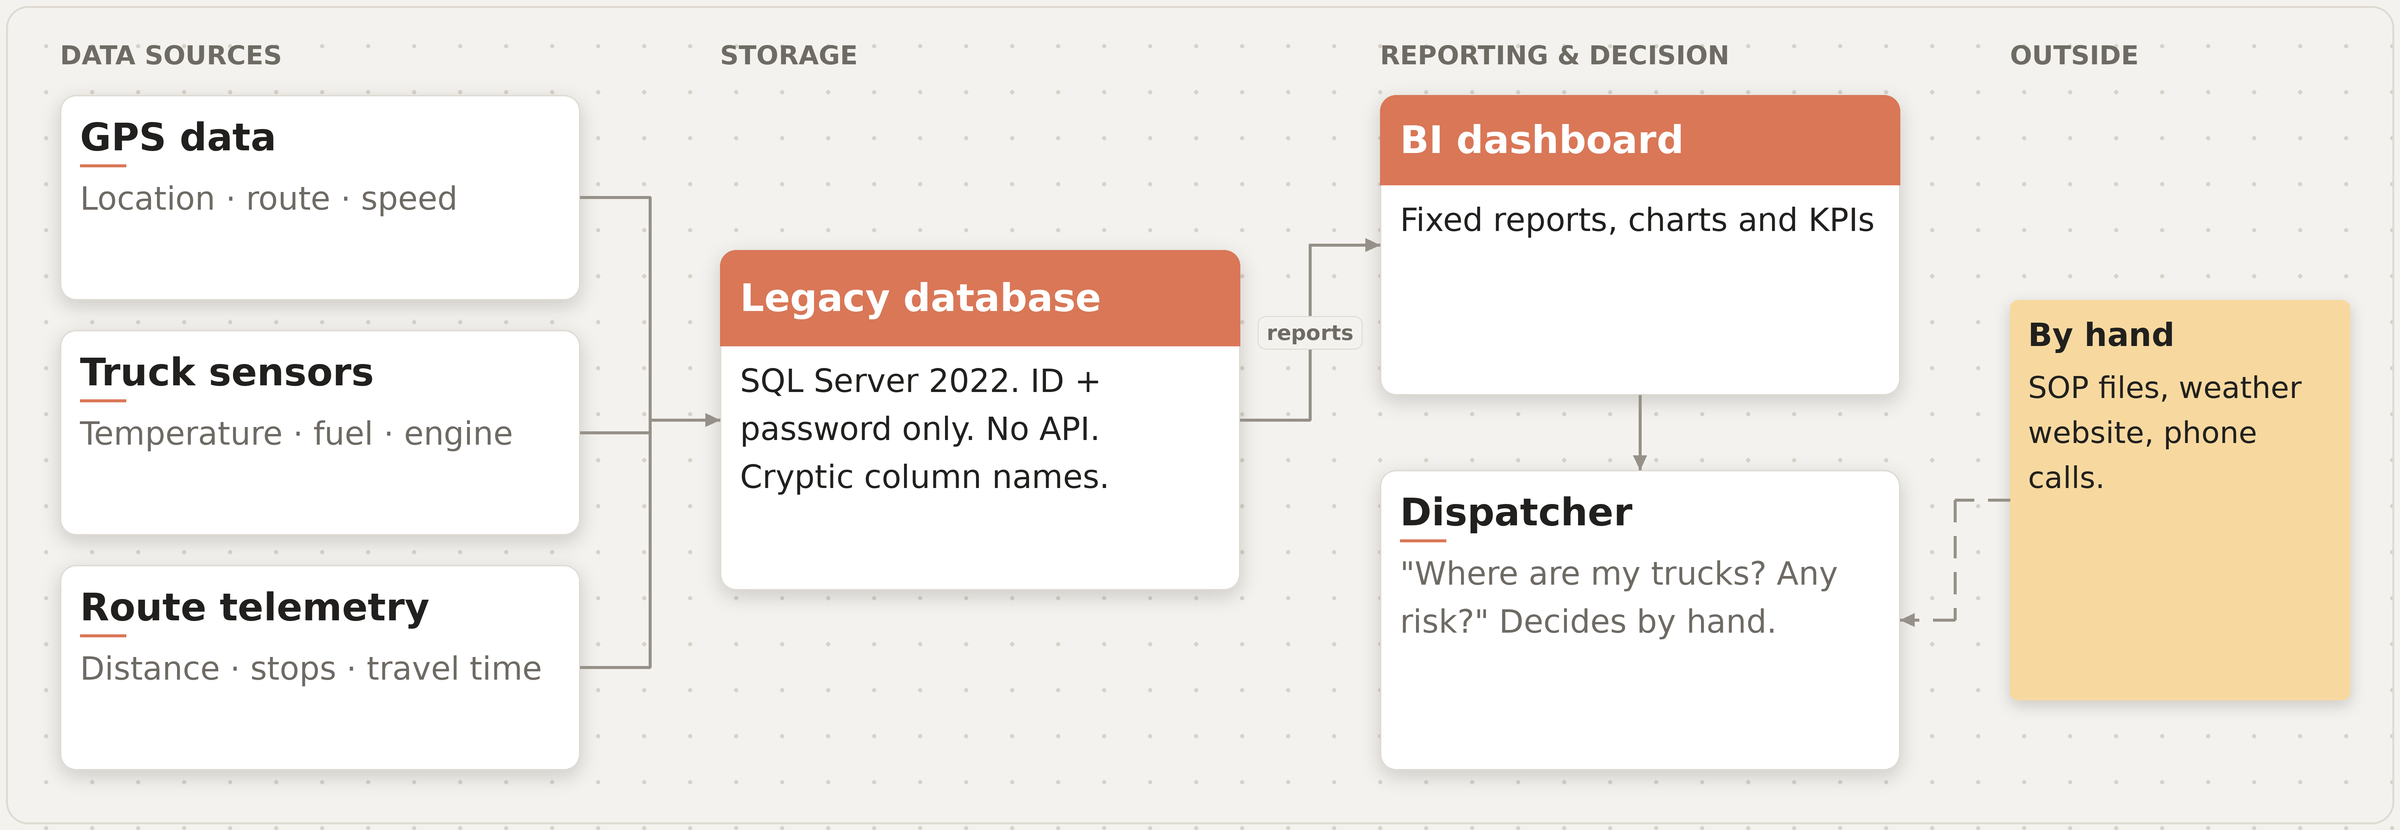 DATA SOURCES
GPS data
Location · route · speed
Truck sensors
Temperature · fuel · engine
Route telemetry
Distance · stops · travel time
STORAGE
Legacy database
SQL Server 2022. ID +
password only. No API.
Cryptic column names.
reports
REPORTING & DECISION
BI dashboard
Fixed reports, charts and KPIs
Dispatcher
"Where are my trucks? Any
risk?" Decides by hand.
OUTSIDE
By hand
SOP files, weather
website, phone
calls.